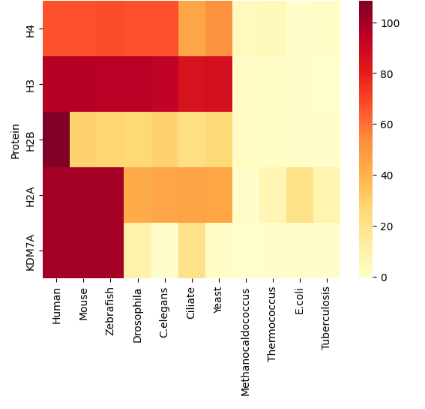 Protein
H4
H3
H2B
H2A
KDM7A
Human
Mouse
Zebrafish
Drosophila
C.elegans
Ciliate
Yeast
Methanocaldococcus
Thermococcus
E.coli
Tuberculosis
100
80
60
40
20
0